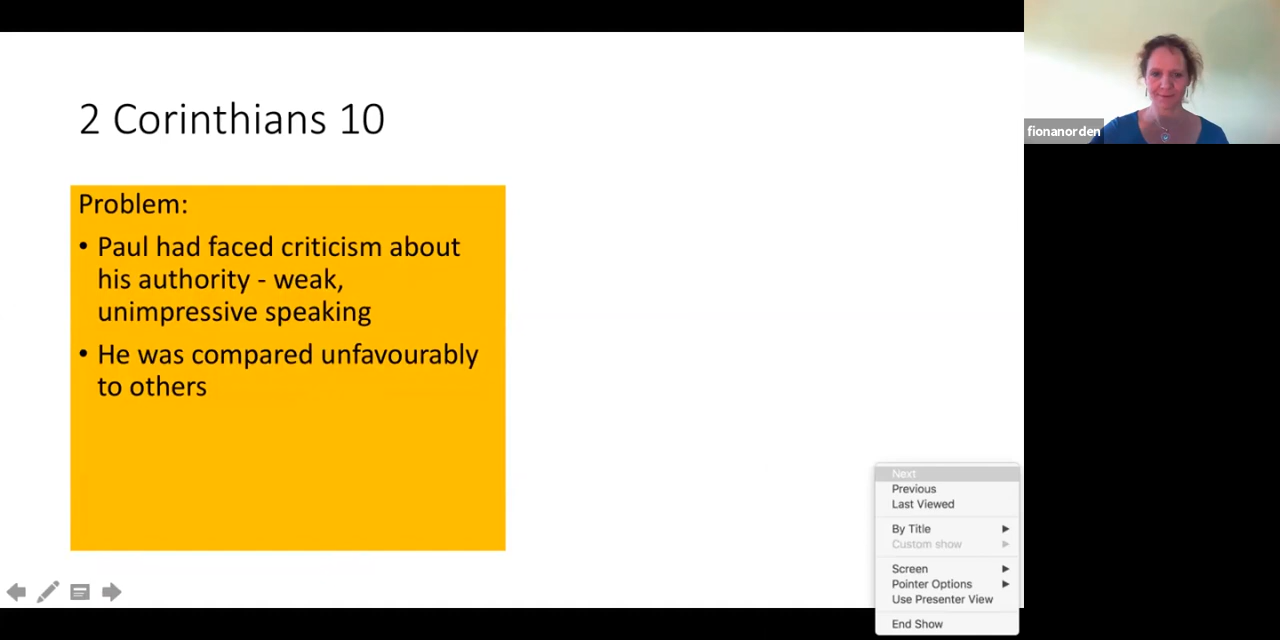 2 Corinthians 10
Problem:
• Paul had faced criticism about
his authority - weak,
unimpressive speaking
• He was compared unfavourably
to others
fionanorden
Next
Previous
Last Viewed
By Title
Custom show
Screen
Pointer Options
Use Presenter View
End Show